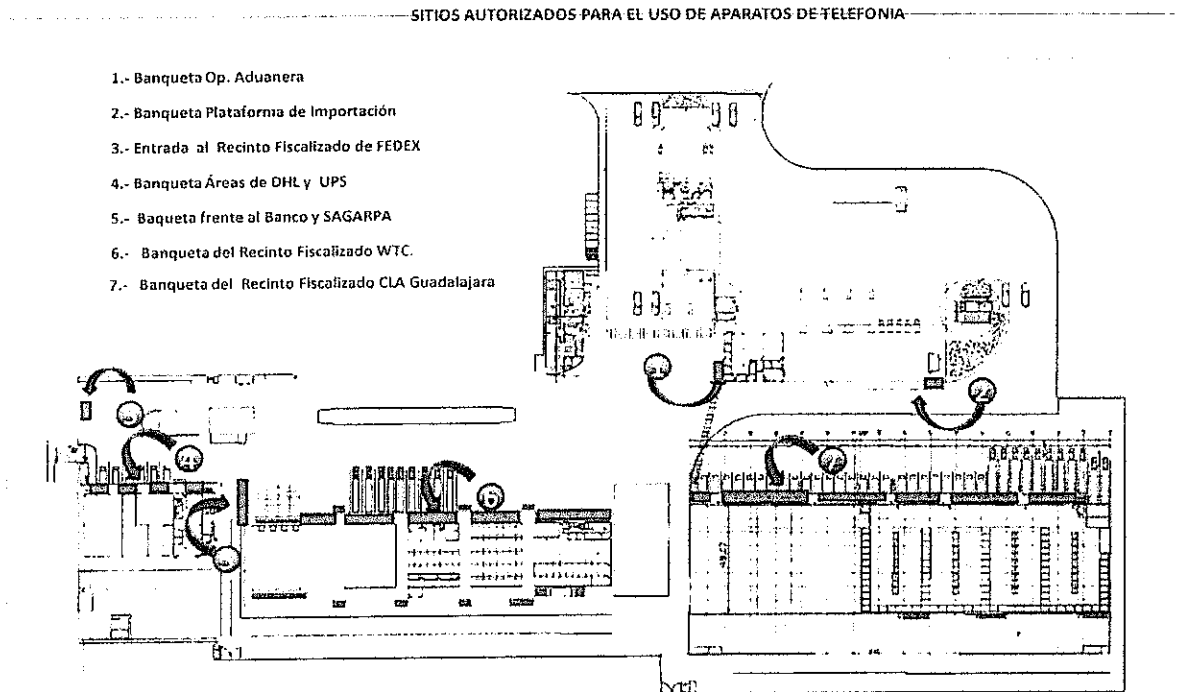 SITIOS AUTORIZADOS PARA EL USO DE APARATOS DE TELEFONIA
1.- Banqueta Op. Aduanera
2.- Banqueta Plataforma de Importación
3.- Entrada al Recinto Fiscalizado de FEDEX
4.- Banqueta Áreas de DHL y UPS
5.- Baqueta frente al Banco y SAGARPA
6.- Banqueta del Recinto Fiscalizado WTC.
7.- Banqueta del Recinto Fiscalizado CLA Guadalajara